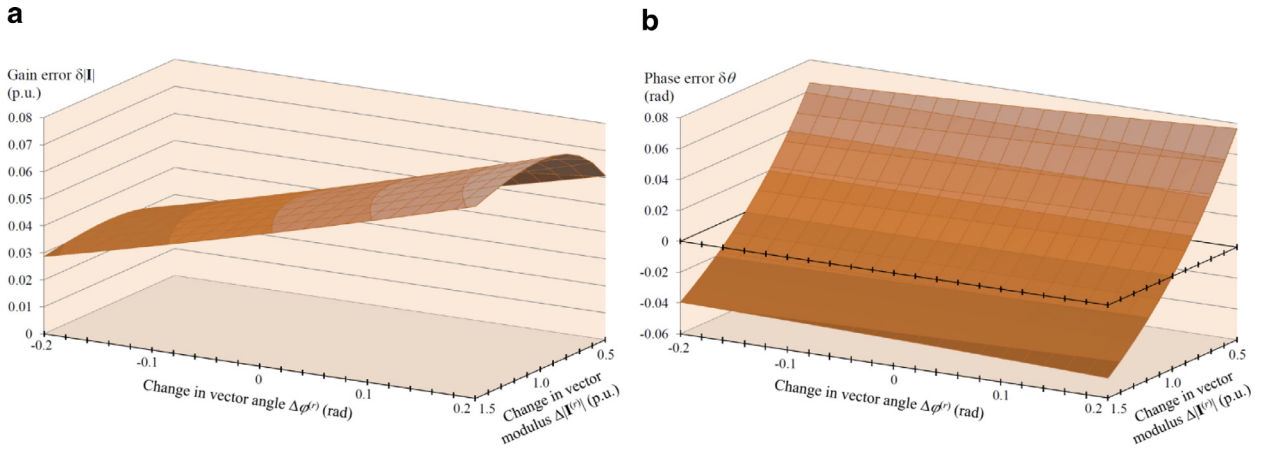 a
Gain error δ|I|
(p.u.)
0.08
0.07
0.06
0.05
0.04
0.03
0.02
0.01
0
-0.2
-0.1
0
0.1
0.2
1.5
1.0
0.5
Change in vector angle Δφ⁽ʳ⁾ (rad)
Change in vector
modulus Δ|I⁽ʳ⁾| (p.u.)
b
Phase error δθ
(rad)
0.08
0.06
0.04
0.02
0
-0.02
-0.04
-0.06
-0.2
-0.1
0
0.1
0.2
1.5
1.0
0.5
Change in vector angle Δφ⁽ʳ⁾ (rad)
Change in vector
modulus Δ|I⁽ʳ⁾| (p.u.)